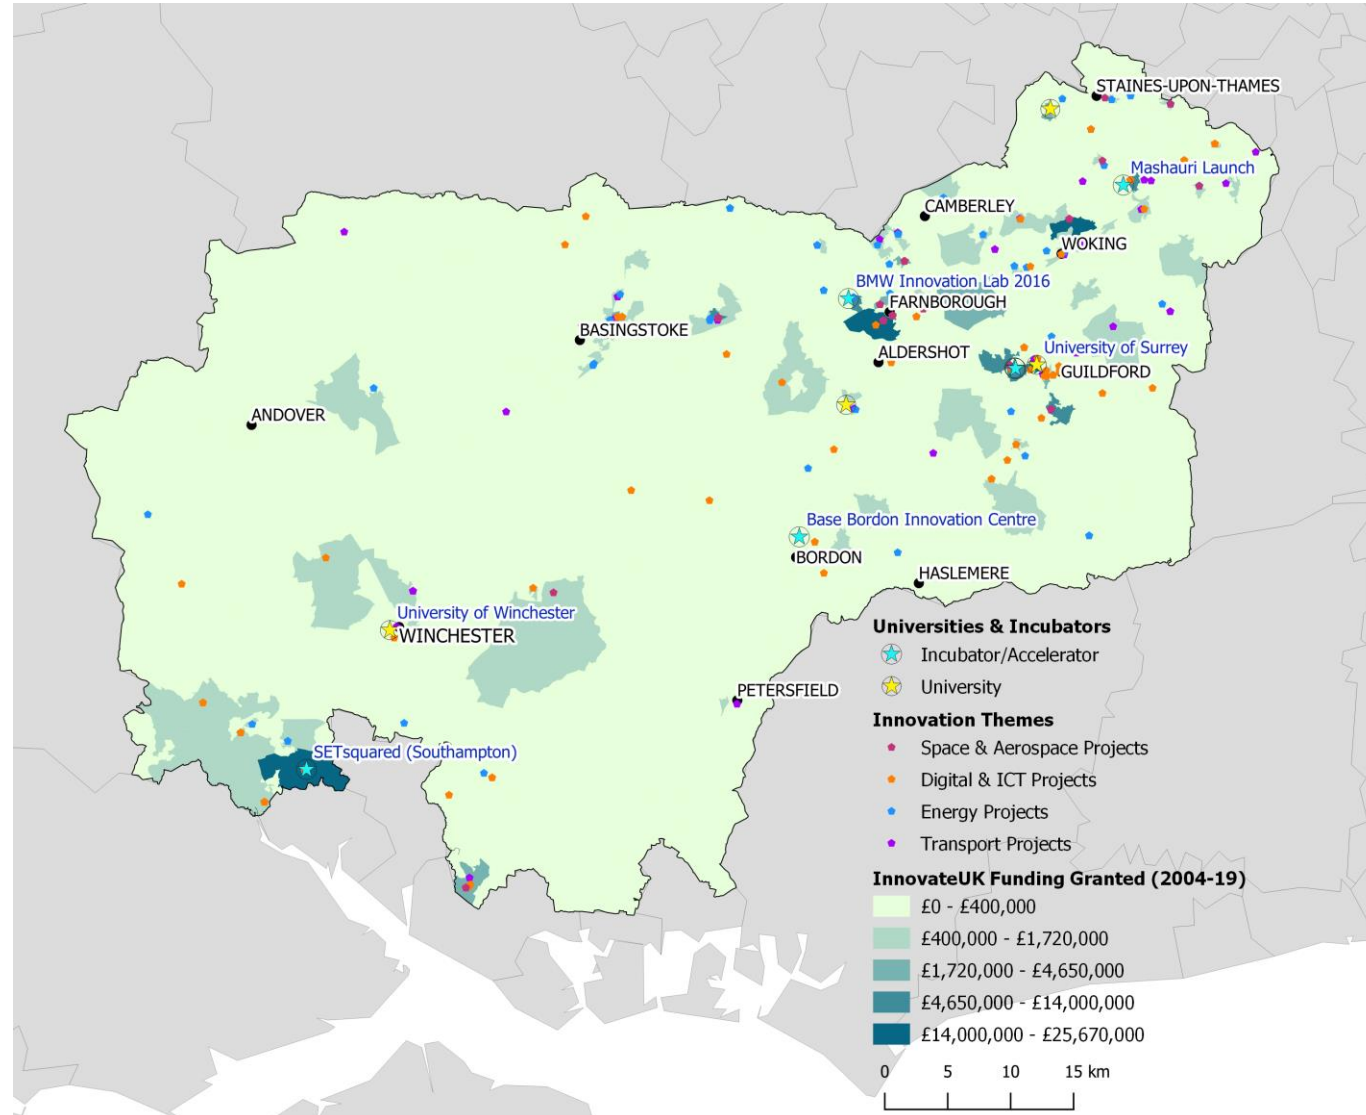 STAINES-UPON-THAMES
Mashauri Launch
CAMBERLEY
WOKING
BMW Innovation Lab 2016
FARNBOROUGH
BASINGSTOKE
ALDERSHOT
University of Surrey
GUILDFORD
ANDOVER
Base Bordon Innovation Centre
BORDON
HASLEMERE
University of Winchester
WINCHESTER
PETERSFIELD
SETsquared (Southampton)
Universities & Incubators
Incubator/Accelerator
University
Innovation Themes
Space & Aerospace Projects
Digital & ICT Projects
Energy Projects
Transport Projects
InnovateUK Funding Granted (2004-19)
£0 - £400,000
£400,000 - £1,720,000
£1,720,000 - £4,650,000
£4,650,000 - £14,000,000
£14,000,000 - £25,670,000
0 5 10 15 km